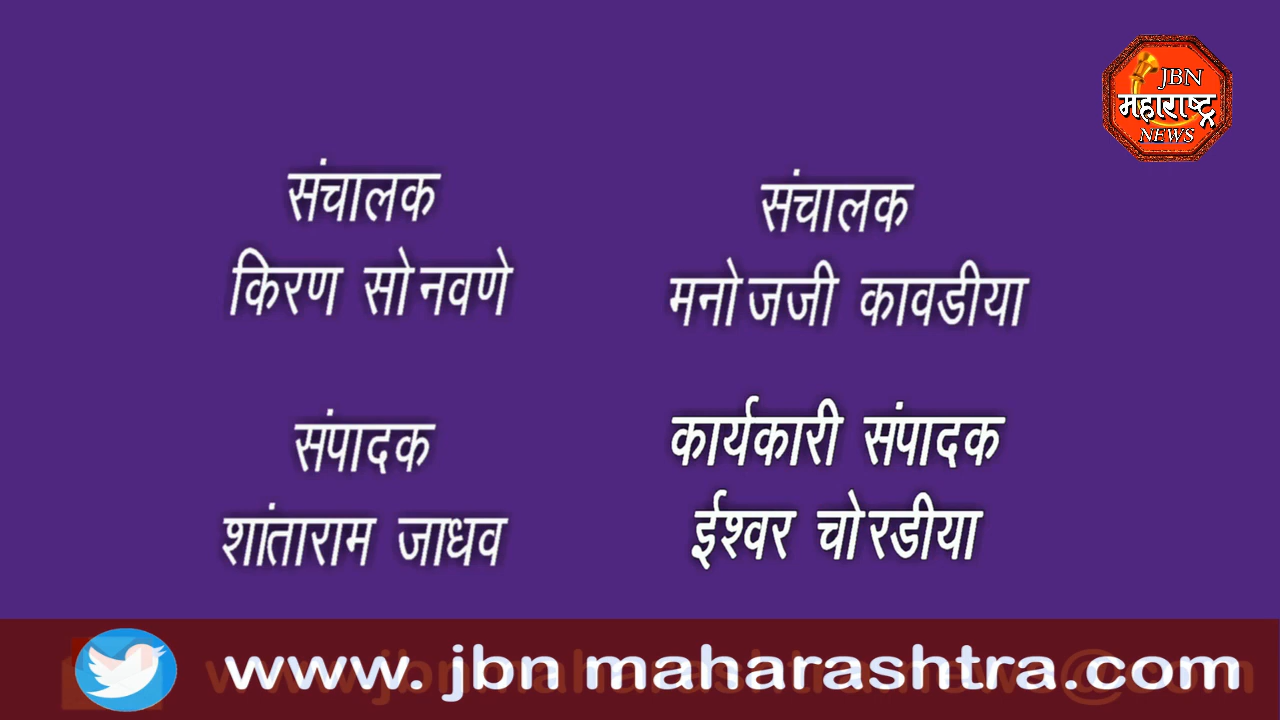 JBN
महाराष्ट्र
NEWS
संचालक
किरण सोनवणे
संचालक
मनोजजी कावडीया
संपादक
शांताराम जाधव
कार्यकारी संपादक
ईश्वर चोरडीया
www. jbn maharashtra.com